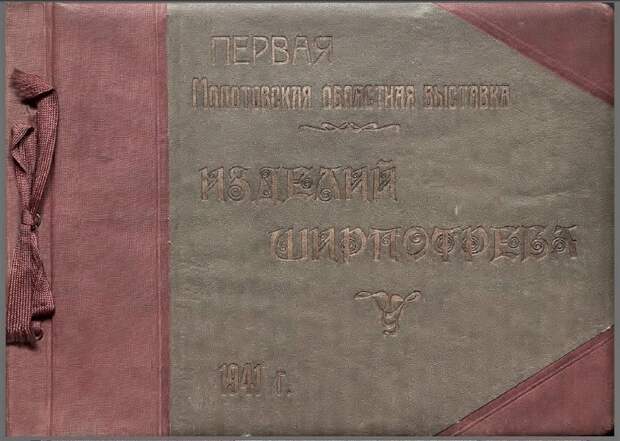 ПЕРВАЯ
Молотовская областная выставка
ИЗДЕЛИЙ
ШИРПОТРЕБА
1941 г.